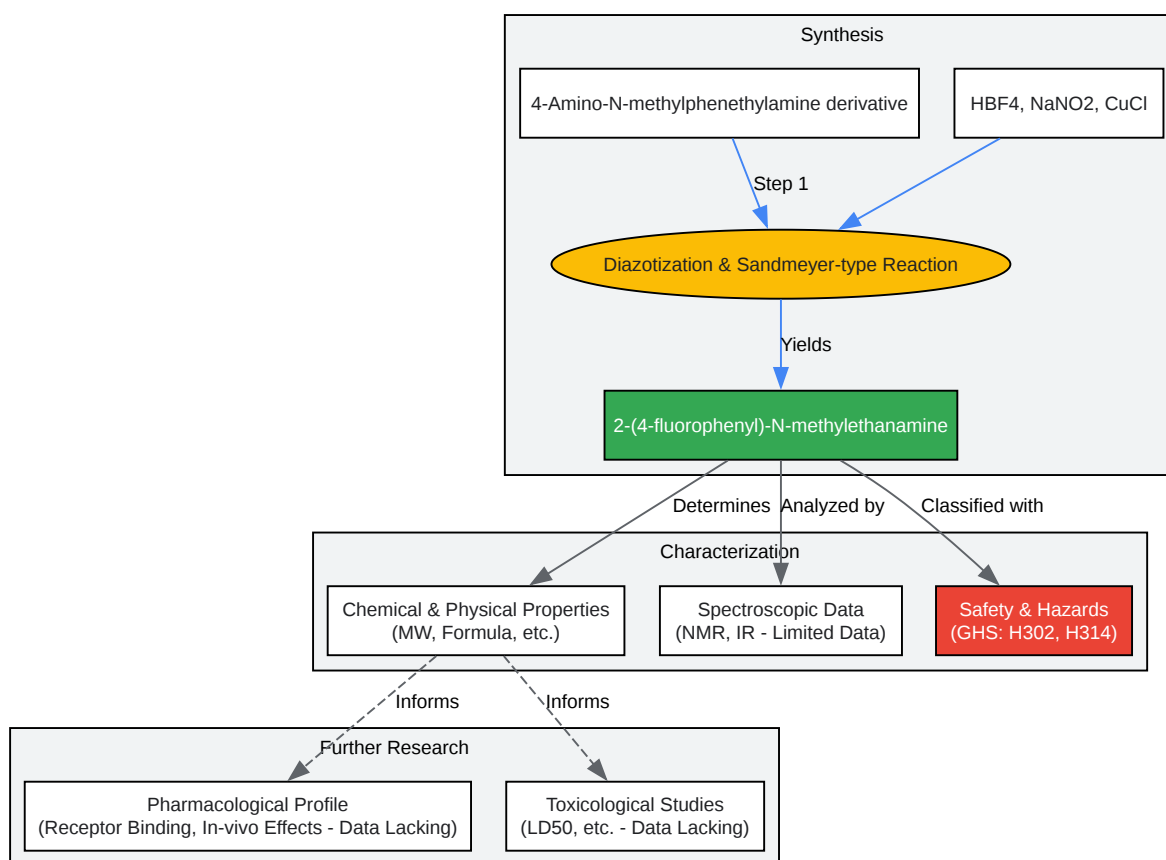 Synthesis
4-Amino-N-methylphenethylamine derivative
HBF4, NaNO2, CuCl
Step 1
Diazotization & Sandmeyer-type Reaction
Yields
2-(4-fluorophenyl)-N-methylethanamine
Determines
Analyzed by
Classified with
Characterization
Chemical & Physical Properties
(MW, Formula, etc.)
Spectroscopic Data
(NMR, IR - Limited Data)
Safety & Hazards
(GHS: H302, H314)
Informs
Informs
Further Research
Pharmacological Profile
(Receptor Binding, In-vivo Effects - Data Lacking)
Toxicological Studies
(LD50, etc. - Data Lacking)